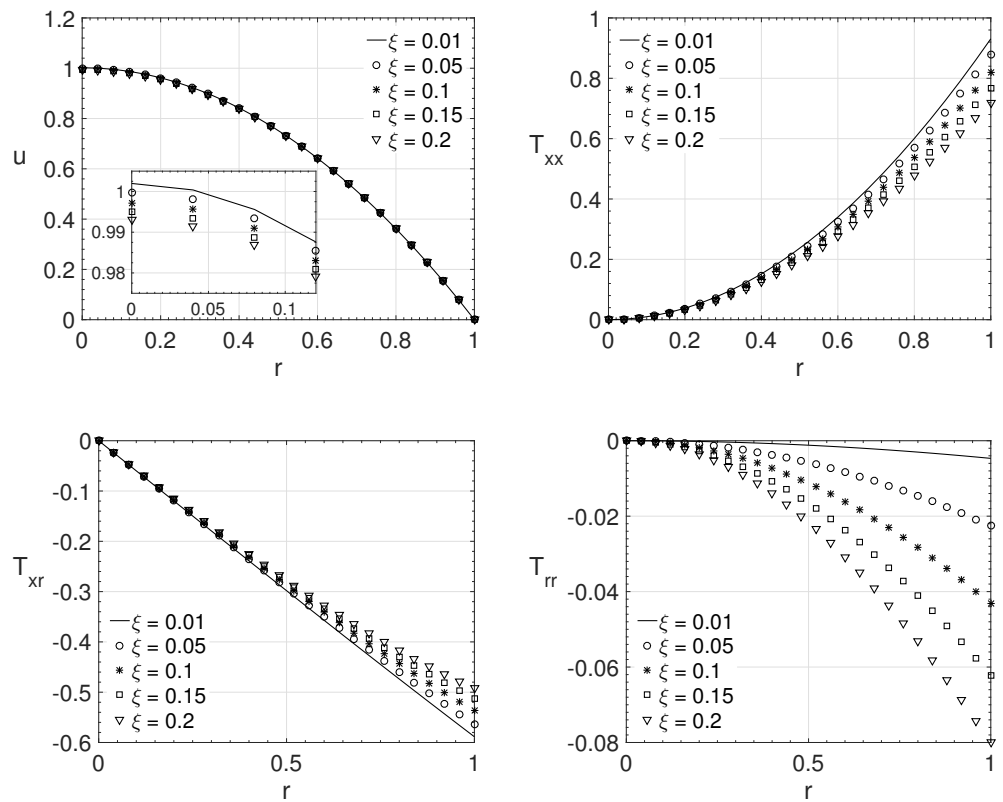 1.2
1
0.8
0.6
0.4
0.2
0
u
0 0.2 0.4 0.6 0.8 1
r
ξ = 0.01
ξ = 0.05
ξ = 0.1
ξ = 0.15
ξ = 0.2
1
0.99
0.98
0 0.05 0.1
1
0.8
0.6
0.4
0.2
0
T_xx
0 0.2 0.4 0.6 0.8 1
r
ξ = 0.01
ξ = 0.05
ξ = 0.1
ξ = 0.15
ξ = 0.2
0
-0.1
-0.2
-0.3
-0.4
-0.5
-0.6
T_xr
0 0.5 1
r
ξ = 0.01
ξ = 0.05
ξ = 0.1
ξ = 0.15
ξ = 0.2
0
-0.02
-0.04
-0.06
-0.08
T_rr
0 0.5 1
r
ξ = 0.01
ξ = 0.05
ξ = 0.1
ξ = 0.15
ξ = 0.2